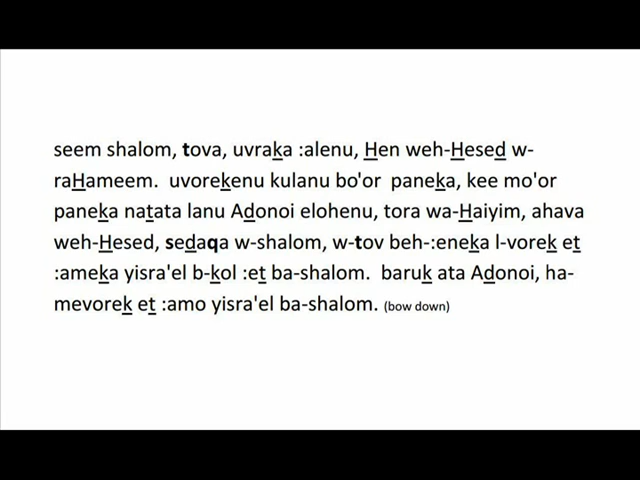 seem shalom, tova, uvraka :alenu, Hen weh-Hesed w-
raHameem.  uvorekenu kulanu bo'or  paneka, kee mo'or
paneka natata lanu Adonoi elohenu, tora wa-Haiyim, ahava
weh-Hesed, sedaqa w-shalom, w-tov beh-:eneka l-vorek et
:ameka yisra'el b-kol :et ba-shalom.  baruk ata Adonoi, ha-
mevorek et :amo yisra'el ba-shalom. (bow down)